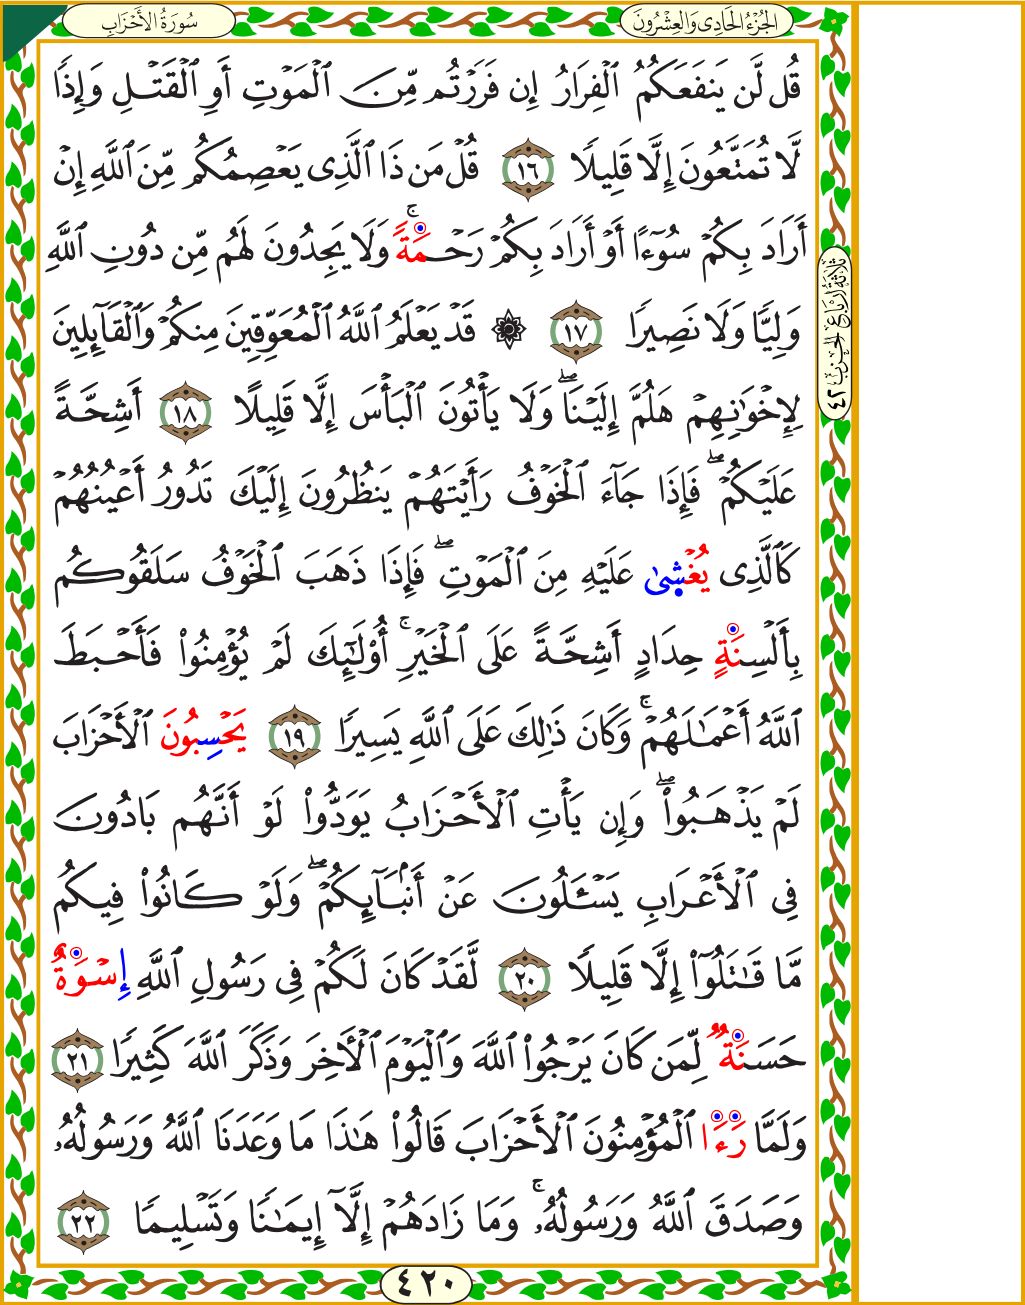 سُورَةُ الأَحْزَابِ
الجُزْءُ الحَادِى وَالعِشْرُونَ
قُل لَّن يَنفَعَكُمُ ٱلْفِرَارُ إِن فَرَرْتُم مِّنَ ٱلْمَوْتِ أَوِ ٱلْقَتْلِ وَإِذًا
لَّا تُمَتَّعُونَ إِلَّا قَلِيلًا ١٦ قُلْ مَن ذَا ٱلَّذِى يَعْصِمُكُم مِّنَ ٱللَّهِ إِنْ
أَرَادَ بِكُمْ سُوٓءًا أَوْ أَرَادَ بِكُمْ رَحْمَةً ۚ وَلَا يَجِدُونَ لَهُم مِّن دُونِ ٱللَّهِ
وَلِيًّا وَلَا نَصِيرًا ١٧ ۞ قَدْ يَعْلَمُ ٱللَّهُ ٱلْمُعَوِّقِينَ مِنكُمْ وَٱلْقَآئِلِينَ
لِإِخْوَٰنِهِمْ هَلُمَّ إِلَيْنَا ۖ وَلَا يَأْتُونَ ٱلْبَأْسَ إِلَّا قَلِيلًا ١٨ أَشِحَّةً
عَلَيْكُمْ ۖ فَإِذَا جَآءَ ٱلْخَوْفُ رَأَيْتَهُمْ يَنظُرُونَ إِلَيْكَ تَدُورُ أَعْيُنُهُمْ
كَٱلَّذِى يُغْشِىٰ عَلَيْهِ مِنَ ٱلْمَوْتِ ۖ فَإِذَا ذَهَبَ ٱلْخَوْفُ سَلَقُوكُم
بِأَلْسِنَةٍ حِدَادٍ أَشِحَّةً عَلَى ٱلْخَيْرِ ۚ أُو۟لَٰٓئِكَ لَمْ يُؤْمِنُوا۟ فَأَحْبَطَ
ٱللَّهُ أَعْمَٰلَهُمْ ۚ وَكَانَ ذَٰلِكَ عَلَى ٱللَّهِ يَسِيرًا ١٩ يَحْسِبُونَ ٱلْأَحْزَابَ
لَمْ يَذْهَبُوا۟ ۖ وَإِن يَأْتِ ٱلْأَحْزَابُ يَوَدُّوا۟ لَوْ أَنَّهُم بَادُونَ
فِى ٱلْأَعْرَابِ يَسْـَٔلُونَ عَنْ أَنۢبَآئِكُمْ ۖ وَلَوْ كَانُوا۟ فِيكُم
مَّا قَٰتَلُوٓا۟ إِلَّا قَلِيلًا ٢٠ لَّقَدْ كَانَ لَكُمْ فِى رَسُولِ ٱللَّهِ إِسْوَةٌ
حَسَنَةٌ لِّمَن كَانَ يَرْجُوا۟ ٱللَّهَ وَٱلْيَوْمَ ٱلْـَٔاخِرَ وَذَكَرَ ٱللَّهَ كَثِيرًا ٢١
وَلَمَّا رَءَا ٱلْمُؤْمِنُونَ ٱلْأَحْزَابَ قَالُوا۟ هَٰذَا مَا وَعَدَنَا ٱللَّهُ وَرَسُولُهُۥ
وَصَدَقَ ٱللَّهُ وَرَسُولُهُۥ ۚ وَمَا زَادَهُمْ إِلَّآ إِيمَٰنًا وَتَسْلِيمًا ٢٢
ثَلَاثَةُ أَرْبَاعِ الحِزْبِ ٤٢
٤٢٠